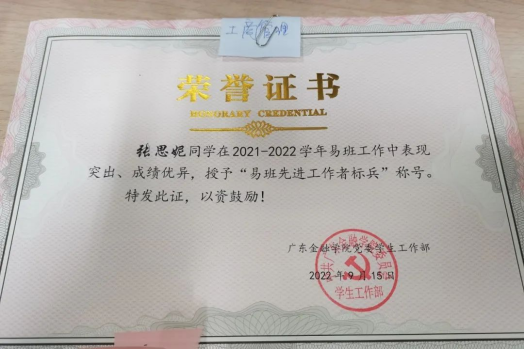 工商管理
荣誉证书
HONORARY CREDENTIAL
张思妮同学在2021-2022学年易班工作中表现
突出、成绩优异，授予“易班先进工作者标兵”称号。
特发此证，以资鼓励！
广东金融学院党委学生工作部
2022年9月15日
学生工作部